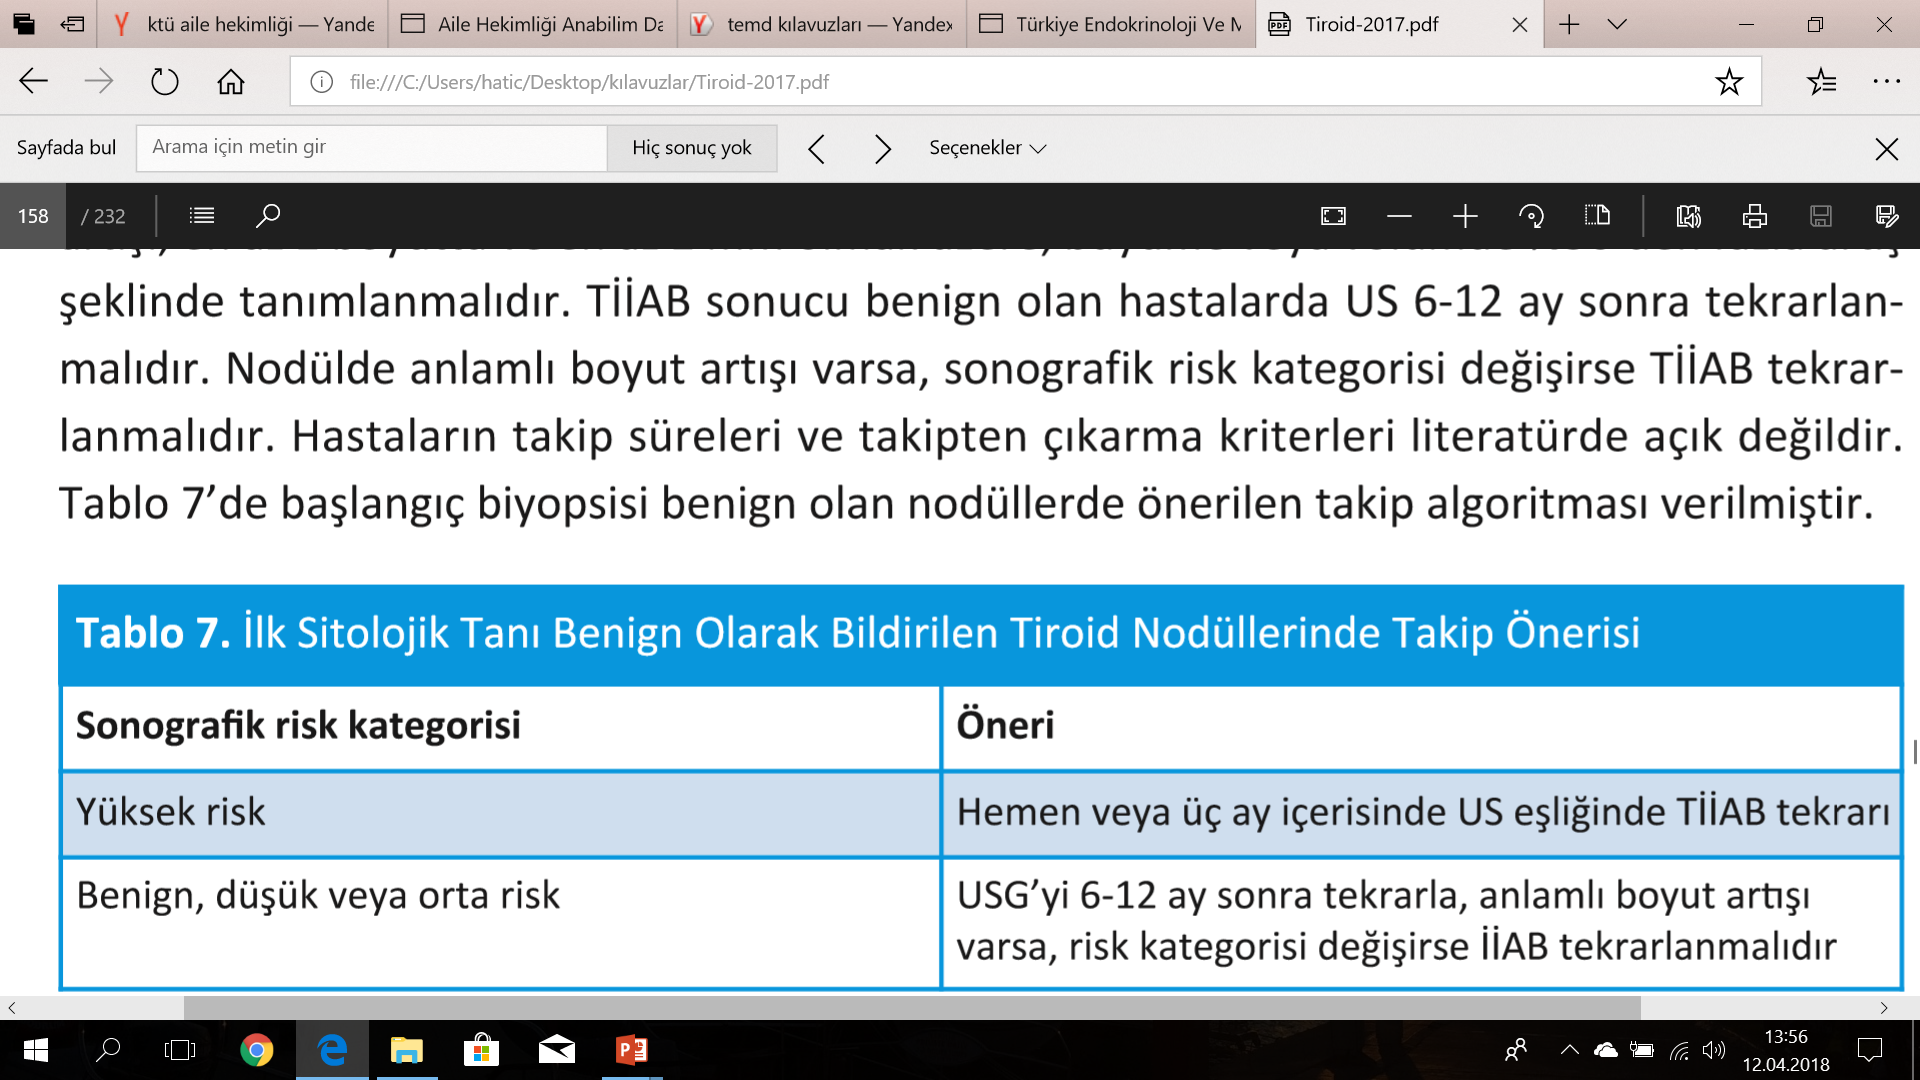 ktü aile hekimliği — Yande
Aile Hekimliği Anabilim Da
temd kılavuzları — Yandex
Türkiye Endokrinoloji Ve M
Tiroid-2017.pdf
file:///C:/Users/hatic/Desktop/kılavuzlar/Tiroid-2017.pdf
Sayfada bul
Arama için metin gir
Hiç sonuç yok
Seçenekler
158 / 232
şeklinde tanımlanmalıdır. TİİAB sonucu benign olan hastalarda US 6-12 ay sonra tekrarlan-
malıdır. Nodülde anlamlı boyut artışı varsa, sonografik risk kategorisi değişirse TİİAB tekrar-
lanmalıdır. Hastaların takip süreleri ve takipten çıkarma kriterleri literatürde açık değildir.
Tablo 7’de başlangıç biyopsisi benign olan nodüllerde önerilen takip algoritması verilmiştir.
Tablo 7. İlk Sitolojik Tanı Benign Olarak Bildirilen Tiroid Nodüllerinde Takip Önerisi
Sonografik risk kategorisi
Öneri
Yüksek risk
Hemen veya üç ay içerisinde US eşliğinde TİİAB tekrarı
Benign, düşük veya orta risk
USG’yi 6-12 ay sonra tekrarla, anlamlı boyut artışı
varsa, risk kategorisi değişirse İİAB tekrarlanmalıdır
13:56
12.04.2018